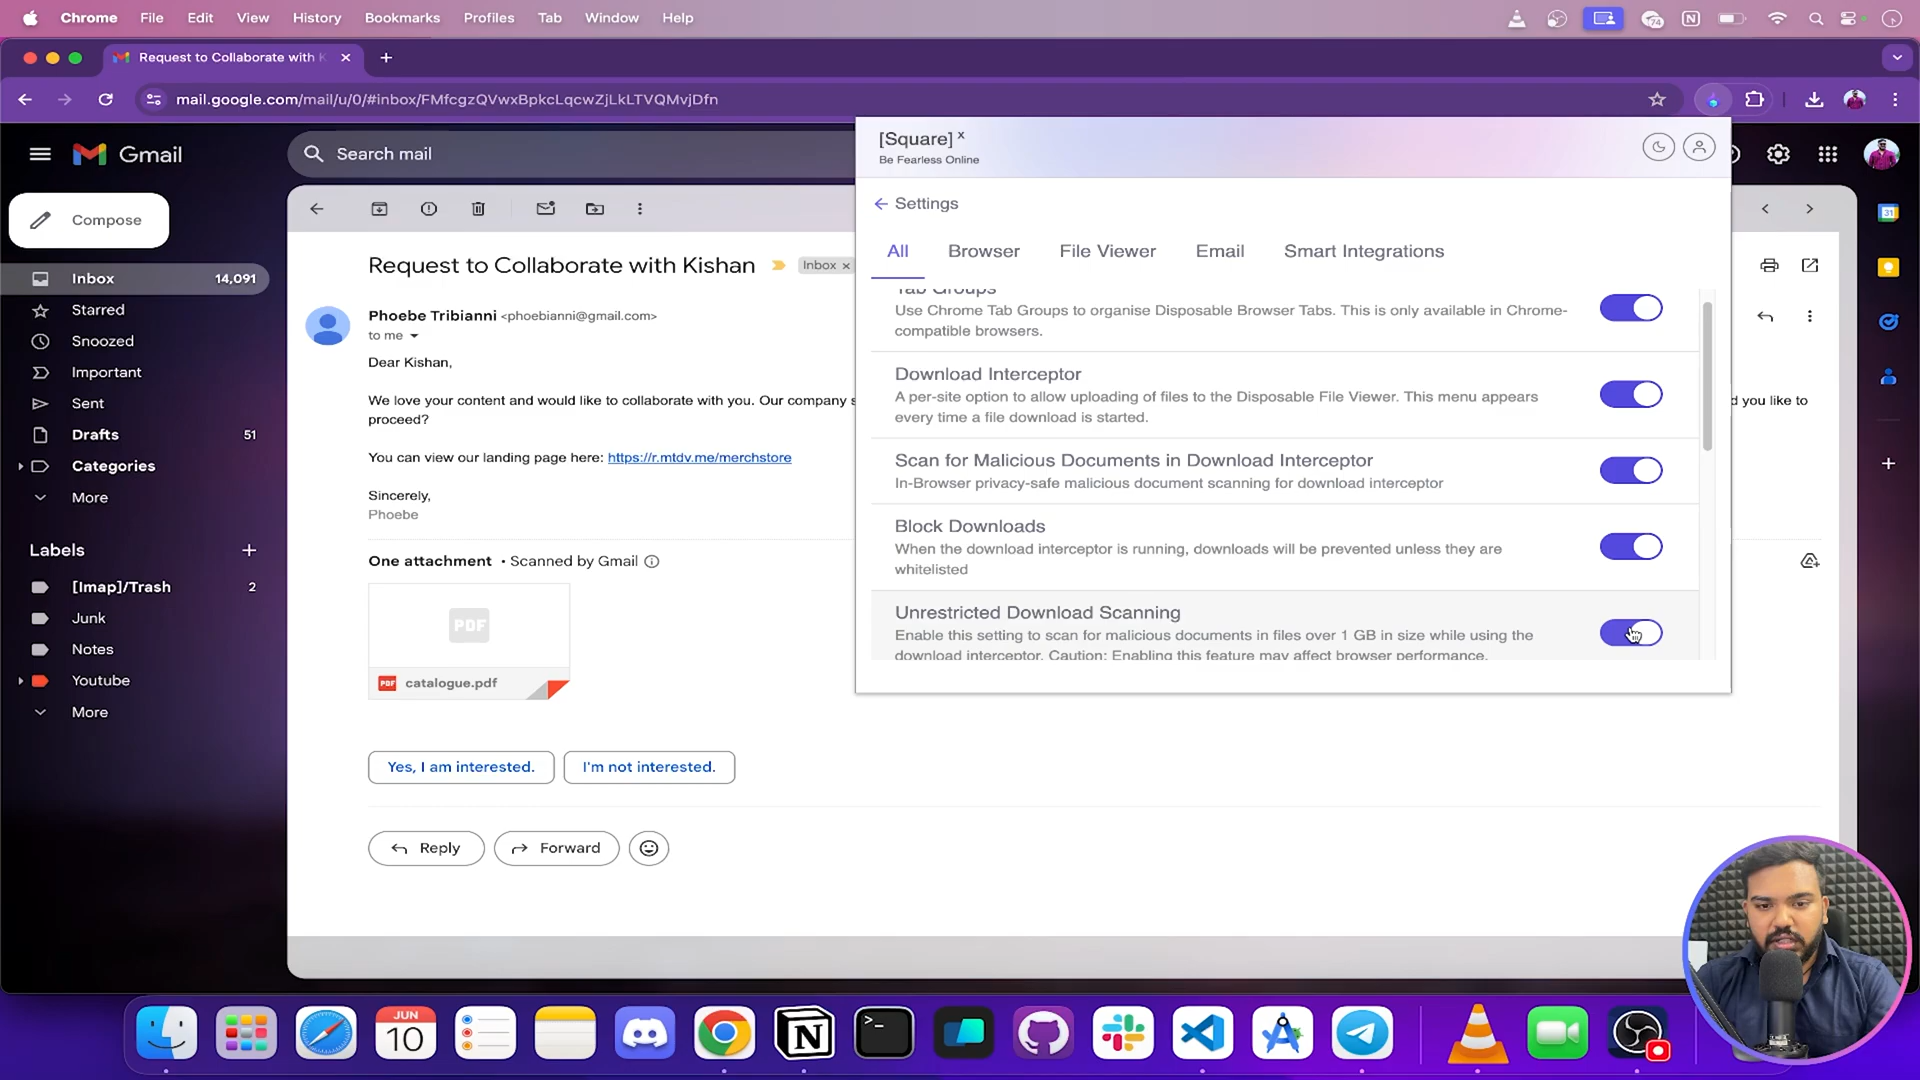 Chrome File Edit View History Bookmarks Profiles Tab Window Help
74
Request to Collaborate with K
mail.google.com/mail/u/0/#inbox/FMfcgzQVwxBpkcLqcwZjLkLTVQMvjDfn
Gmail
Search mail
Compose
Inbox 14,091
Starred
Snoozed
Important
Sent
Drafts 51
Categories
More
Labels
[Imap]/Trash 2
Junk
Notes
Youtube
More
Request to Collaborate with Kishan Inbox x
Phoebe Tribianni <phoebianni@gmail.com>
to me
Dear Kishan,
We love your content and would like to collaborate with you. Our company s
d you like to
proceed?
You can view our landing page here: https://r.mtdv.me/merchstore
Sincerely,
Phoebe
One attachment • Scanned by Gmail
PDF
PDF catalogue.pdf
Yes, I am interested. I'm not interested.
Reply Forward
[Square] x
Be Fearless Online
Settings
All Browser File Viewer Email Smart Integrations
Tab Groups
Use Chrome Tab Groups to organise Disposable Browser Tabs. This is only available in Chrome-
compatible browsers.
Download Interceptor
A per-site option to allow uploading of files to the Disposable File Viewer. This menu appears
every time a file download is started.
Scan for Malicious Documents in Download Interceptor
In-Browser privacy-safe malicious document scanning for download interceptor
Block Downloads
When the download interceptor is running, downloads will be prevented unless they are
whitelisted
Unrestricted Download Scanning
Enable this setting to scan for malicious documents in files over 1 GB in size while using the
download interceptor. Caution: Enabling this feature may affect browser performance.
31
JUN
10